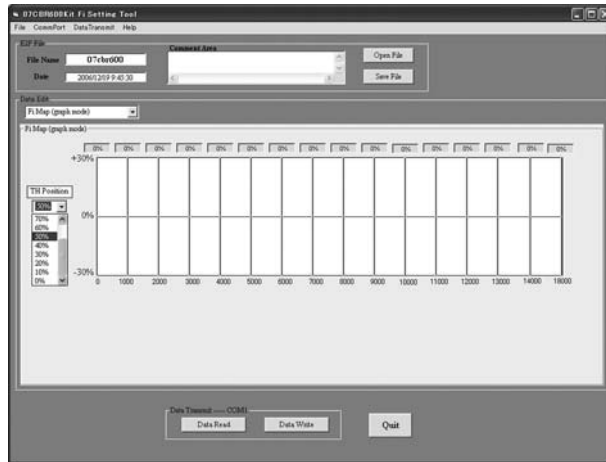 07CBR600Kit Fi Setting Tool
File CommPort DataTransmit Help
EIF File
File Name 07cbr600 Comment Area Open File
Date 2006/12/19 9:45:30 Save File
Data Edit
Fi Map (graph mode)
Fi Map (graph mode)
0% 0% 0% 0% 0% 0% 0% 0% 0% 0% 0% 0% 0% 0% 0% 0%
+30%
TH Position
50%
70%
60%
50%
40%
30%
20%
10%
0%
0%
-30%
0 1000 2000 3000 4000 5000 6000 7000 8000 9000 10000 11000 12000 13000 14000 18000
Data Transmit ---- COM1
Data Read Data Write Quit